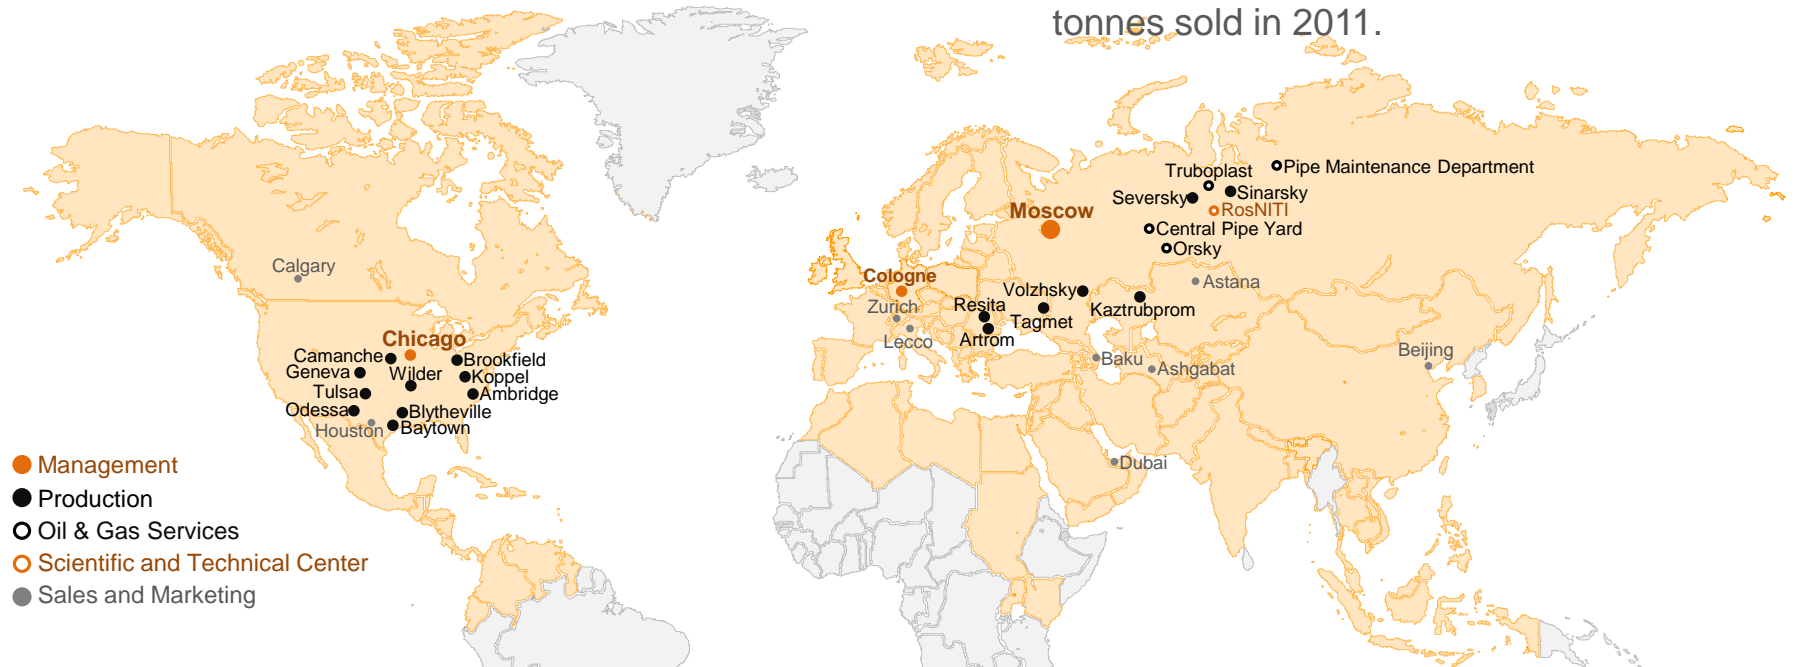 tonnes sold in 2011.
Pipe Maintenance Department
Truboplast
Seversky
Sinarsky
RosNITI
Moscow
Central Pipe Yard
Orsky
Calgary
Cologne
Astana
Volzhsky
Zurich
Resita
Kaztrubprom
Tagmet
Lecco
Artrom
Chicago
Beijing
Camanche
Brookfield
Baku
Geneva
Wilder
Koppel
Ashgabat
Tulsa
Ambridge
Odessa
Blytheville
Houston
Baytown
Dubai
Management
Production
Oil & Gas Services
Scientific and Technical Center
Sales and Marketing